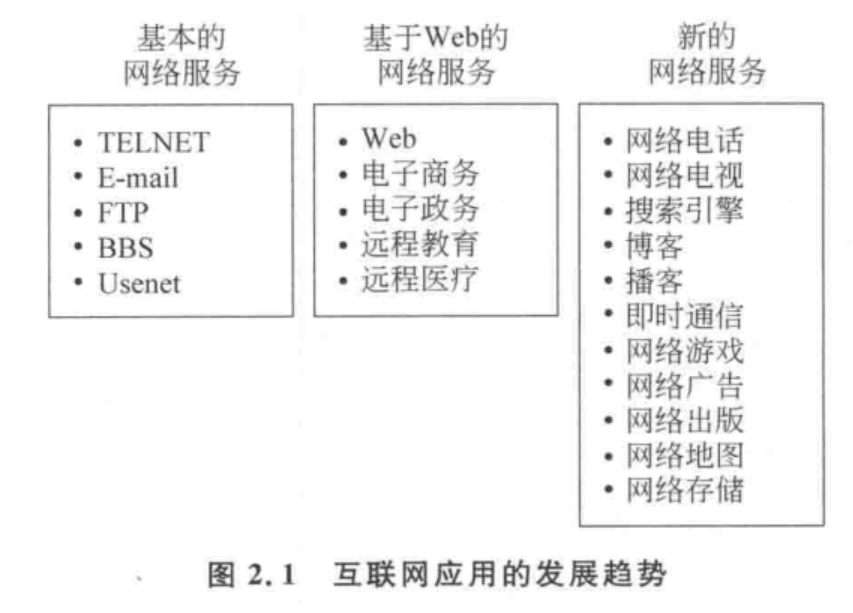 基本的
网络服务
• TELNET
• E-mail
• FTP
• BBS
• Usenet
基于Web的
网络服务
• Web
• 电子商务
• 电子政务
• 远程教育
• 远程医疗
新的
网络服务
• 网络电话
• 网络电视
• 搜索引擎
• 博客
• 播客
• 即时通信
• 网络游戏
• 网络广告
• 网络出版
• 网络地图
• 网络存储
图 2.1 互联网应用的发展趋势